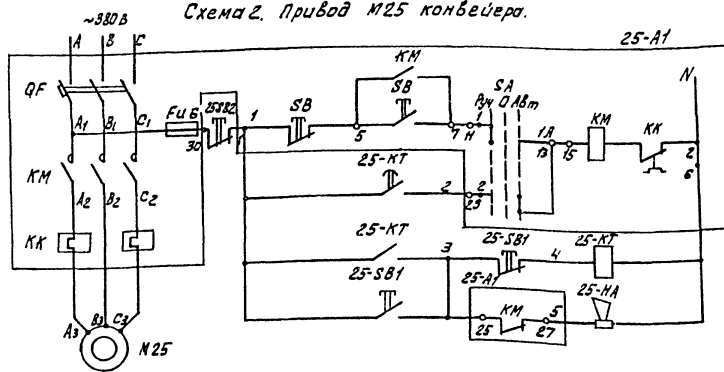 Схема 2. Привод М25 конвейера.
~380 В
A B C
25-A1
QF
KM
SB
SA
Руч О Авт
N
Fu 6
25SB2
1
SB
5
7
1
11
A1 B1 C1
30
1A
13
15
KM
KK
2
6
KM
25-KT
2
2
23
A2 B2 C2
KK
25-KT
3
25-SB1
4
25-KT
25-SB1
25-A1
25-HA
KM
5
25
27
A3 B3 C3
M25